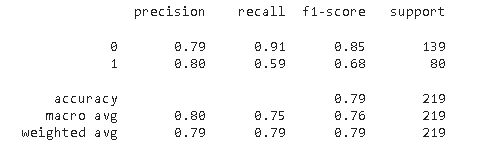 precision recall f1-score support
0 0.79 0.91 0.85 139
1 0.80 0.59 0.68 80
accuracy 0.79 219
macro avg 0.80 0.75 0.76 219
weighted avg 0.79 0.79 0.79 219